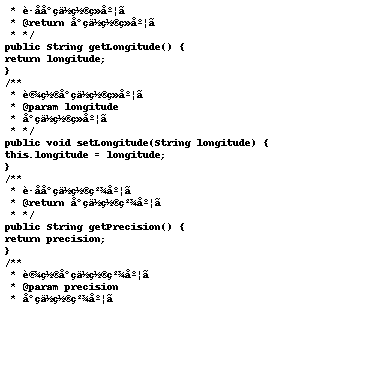 * è·åå°çä½ç½®ç»åº¦ã
* @return å°çä½ç½®ç»åº¦ã
* */
public String getLongitude() {
return longitude;
}
/**
* è®¾ç½®å°çä½ç½®ç»åº¦ã
* @param longitude
* å°çä½ç½®ç»åº¦ã
* */
public void setLongitude(String longitude) {
this.longitude = longitude;
}
/**
* è·åå°çä½ç½®ç²¾åº¦ã
* @return å°çä½ç½®ç²¾åº¦ã
* */
public String getPrecision() {
return precision;
}
/**
* è®¾ç½®å°çä½ç½®ç²¾åº¦ã
* @param precision
* å°çä½ç½®ç²¾åº¦ã